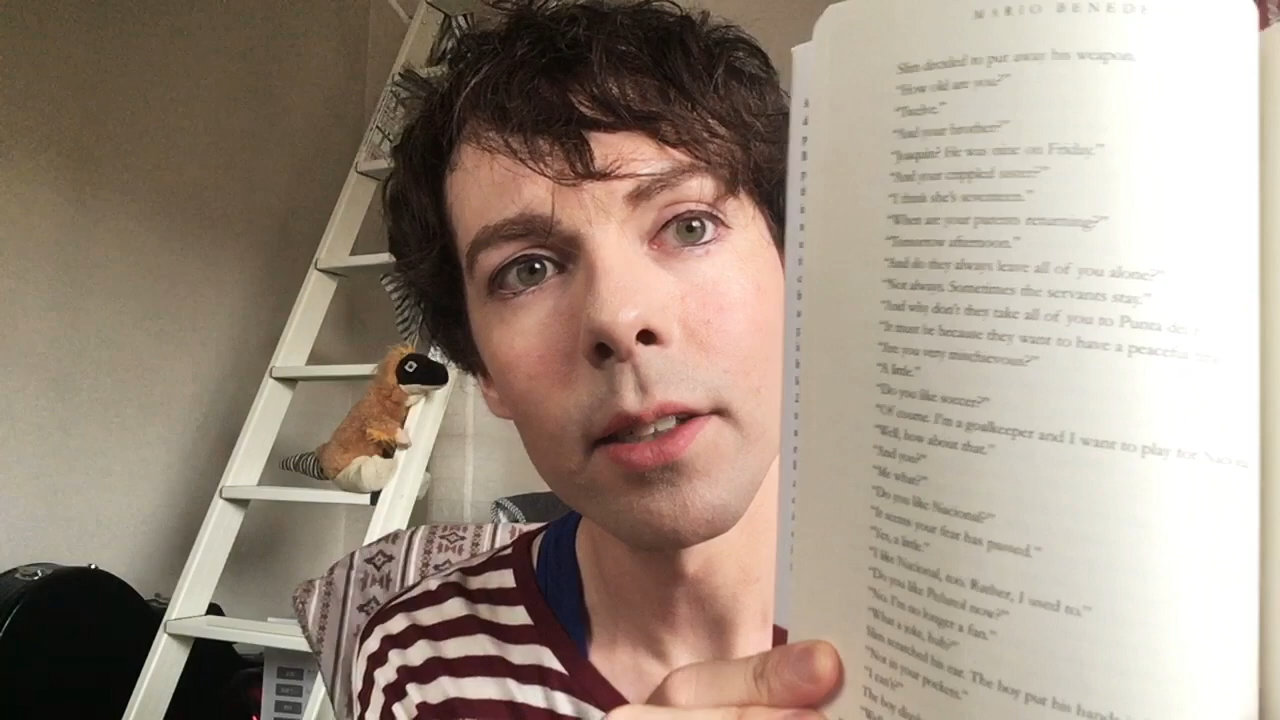 MARIO BENEDE
Slim decided to put away his weapon.
"How old are you?"
"Twelve."
"And your brother?"
"Joaquín? He was nine on Friday."
"And your crippled sister?"
"I think she's seventeen."
"When are your parents returning?"
"Tomorrow afternoon."
"And do they always leave all of you alone?"
"Not always. Sometimes the servants stay."
"And why don't they take all of you to Punta del
"It must be because they want to have a peaceful
"Are you very mischievous?"
"A little."
"Do you like soccer?"
"Of course. I'm a goalkeeper and I want to play for
"Well, how about that."
"And you?"
"Me what?"
"Do you like Nacional?"
"It seems your fear has passed."
"Yes, a little."
"I like Nacional, too. Rather, I used to."
"Do you like Peñarol now?"
"No. I'm no longer a fan."
"What a joke, huh?"
Slim scratched his ear. The boy put his hands
"Not in your pockets."
"I can't?"
The boy
"Well,